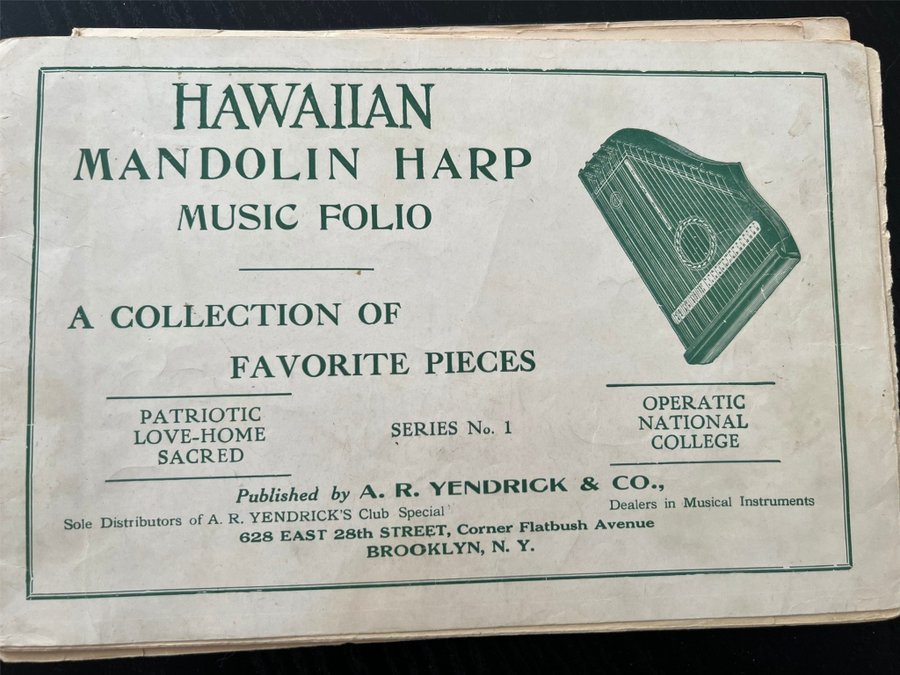 HAWAIIAN
MANDOLIN HARP
MUSIC FOLIO
A COLLECTION OF
FAVORITE PIECES
PATRIOTIC
LOVE-HOME
SACRED
SERIES No. 1
OPERATIC
NATIONAL
COLLEGE
Published by A. R. YENDRICK & CO.,
Sole Distributors of A. R. YENDRICK'S Club Special Dealers in Musical Instruments
628 EAST 28th STREET, Corner Flatbush Avenue
BROOKLYN, N. Y.